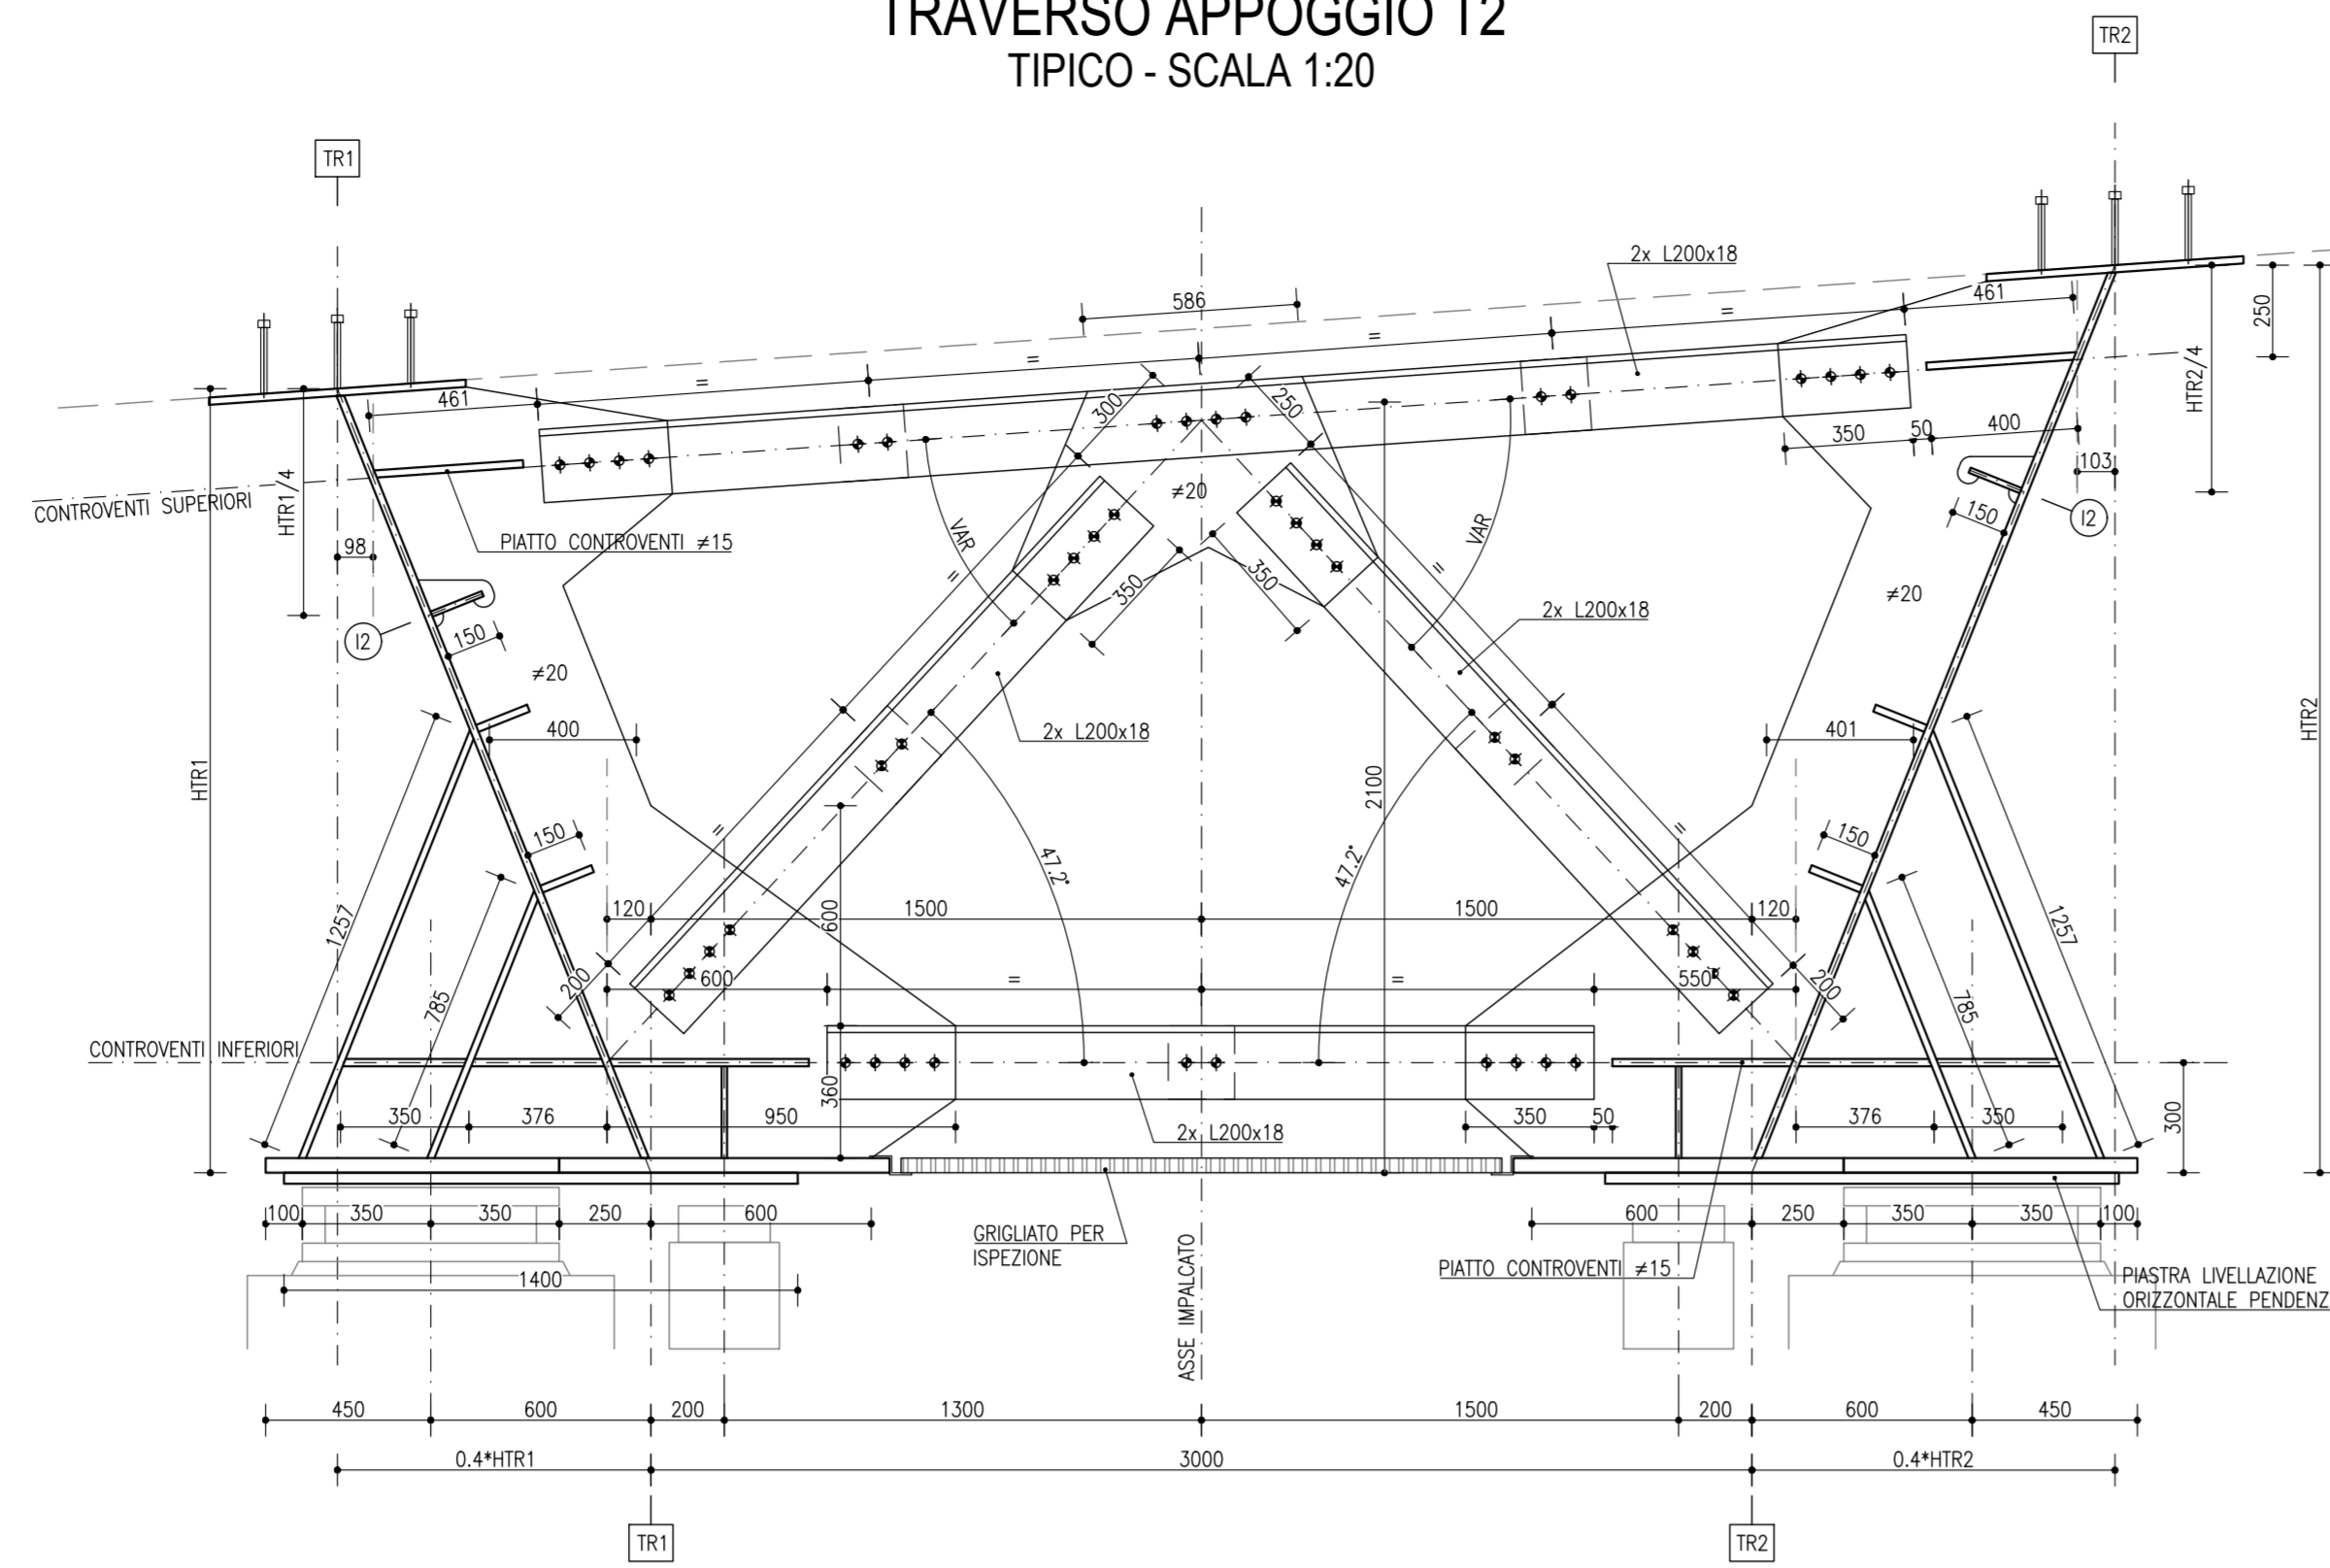 TRAVERSO APPOGGIO T2
TIPICO - SCALA 1:20
TR2
TR1
2x L200x18
586
461
=
=
250
=
=
461
HTR2/4
300
250
350
50
400
103
CONTROVENTI SUPERIORI
HTR1/4
≠20
150
I2
98
PIATTO CONTROVENTI ≠15
VAR
VAR
350
350
=
=
≠20
2x L200x18
I2
150
≠20
HTR2
2x L200x18
400
401
HTR1
2100
150
47.2°
47.2°
=
=
150
120
1500
1500
120
600
1257
1257
200
600
=
=
550
200
785
785
CONTROVENTI INFERIORI
360
350
376
950
2x L200x18
350
50
376
350
300
100
350
350
250
600
GRIGLIATO PER
ISPEZIONE
600
250
350
350
100
ASSE IMPALCATO
PIATTO CONTROVENTI ≠15
1400
PIASTRA LIVELLAZIONE
ORIZZONTALE PENDENZ
450
600
200
1300
1500
200
600
450
0.4*HTR1
3000
0.4*HTR2
TR1
TR2